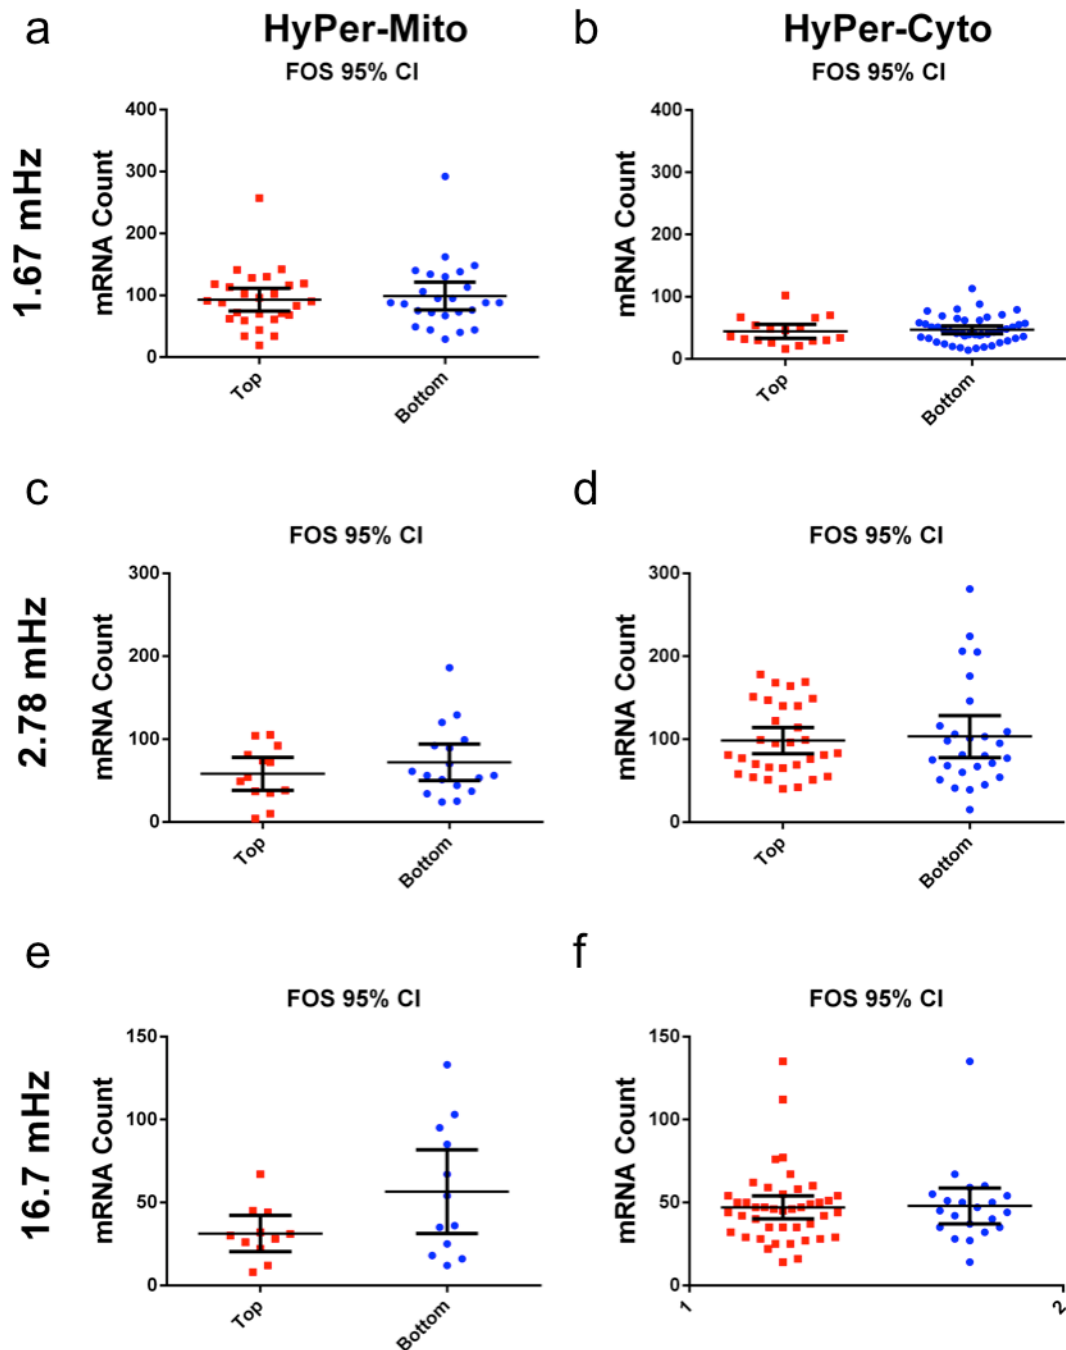 a
HyPer-Mito
b
HyPer-Cyto
FOS 95% CI
FOS 95% CI
1.67 mHz
mRNA Count
400
300
200
100
0
Top
Bottom
mRNA Count
400
300
200
100
0
Top
Bottom
c
d
FOS 95% CI
FOS 95% CI
2.78 mHz
mRNA Count
300
200
100
0
Top
Bottom
mRNA Count
300
200
100
0
Top
Bottom
e
f
FOS 95% CI
FOS 95% CI
16.7 mHz
mRNA Count
150
100
50
0
Top
Bottom
mRNA Count
150
100
50
0
1
2